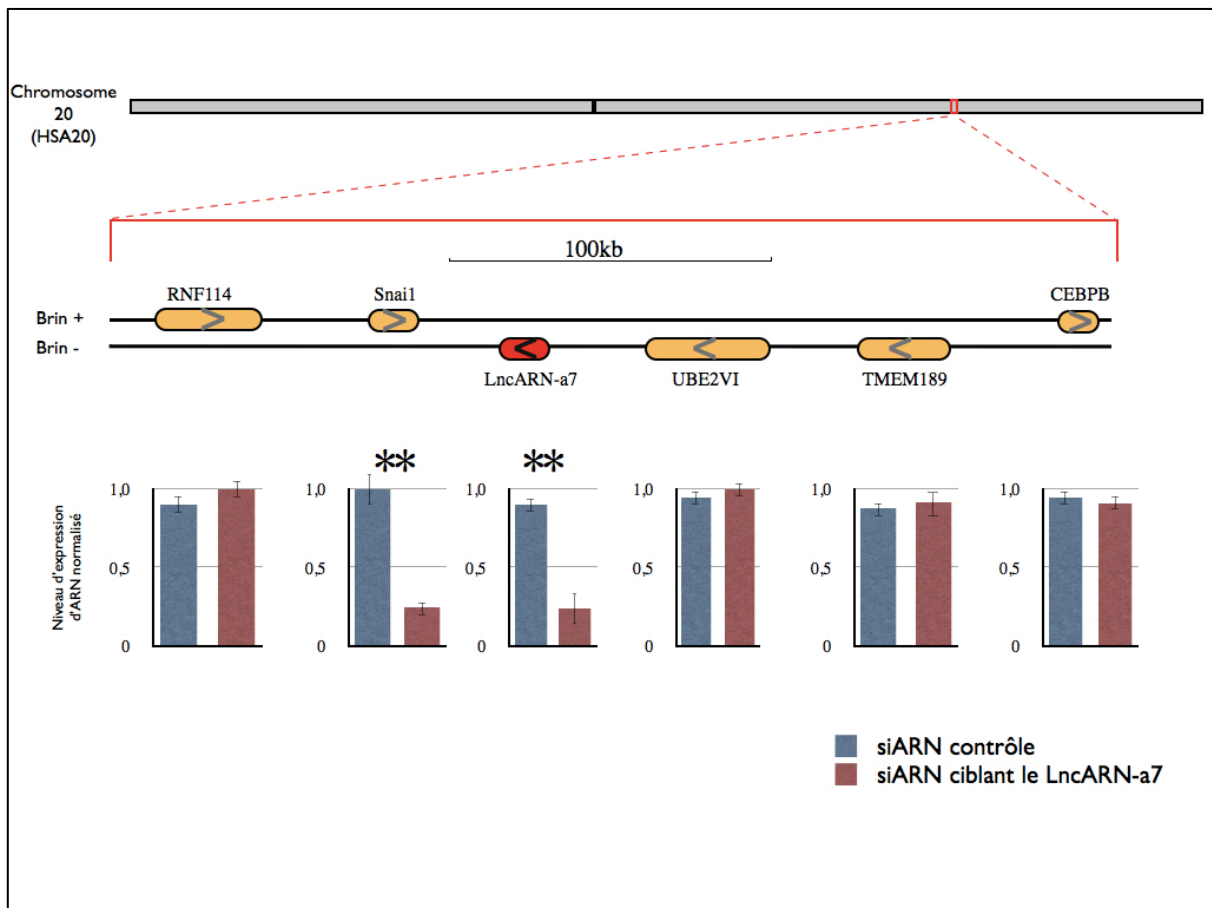 Chromosome
20
(HSA20)
100kb
RNF114 Snai1 CEBPB
Brin +
Brin -
LncARN-a7 UBE2VI TMEM189
** **
Niveau d'expression
d'ARN normalisé
1,0 1,0 1,0 1,0 1,0 1,0
0,5 0,5 0,5 0,5 0,5 0,5
0 0 0 0 0 0
siARN contrôle
siARN ciblant le LncARN-a7